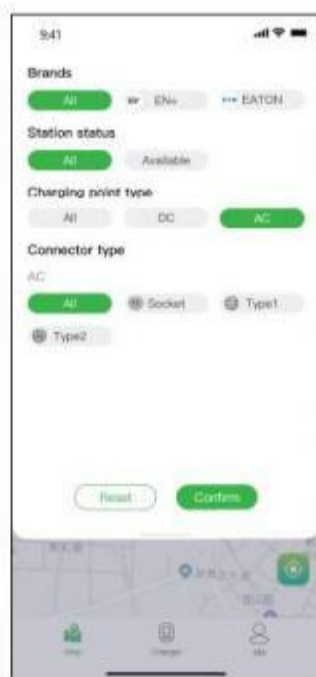 9:41
Brands
All EN+ EATON
Station status
All Available
Charging point type
All DC AC
Connector type
AC
All Socket Type1
Type2
Reset Confirm
Map Charger Me